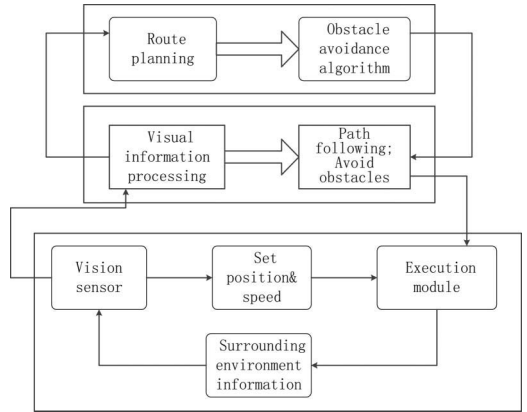 Route
planning
Obstacle
avoidance
algorithm
Visual
information
processing
Path
following;
Avoid
obstacles
Vision
sensor
Set
position&
speed
Execution
module
Surrounding
environment
information